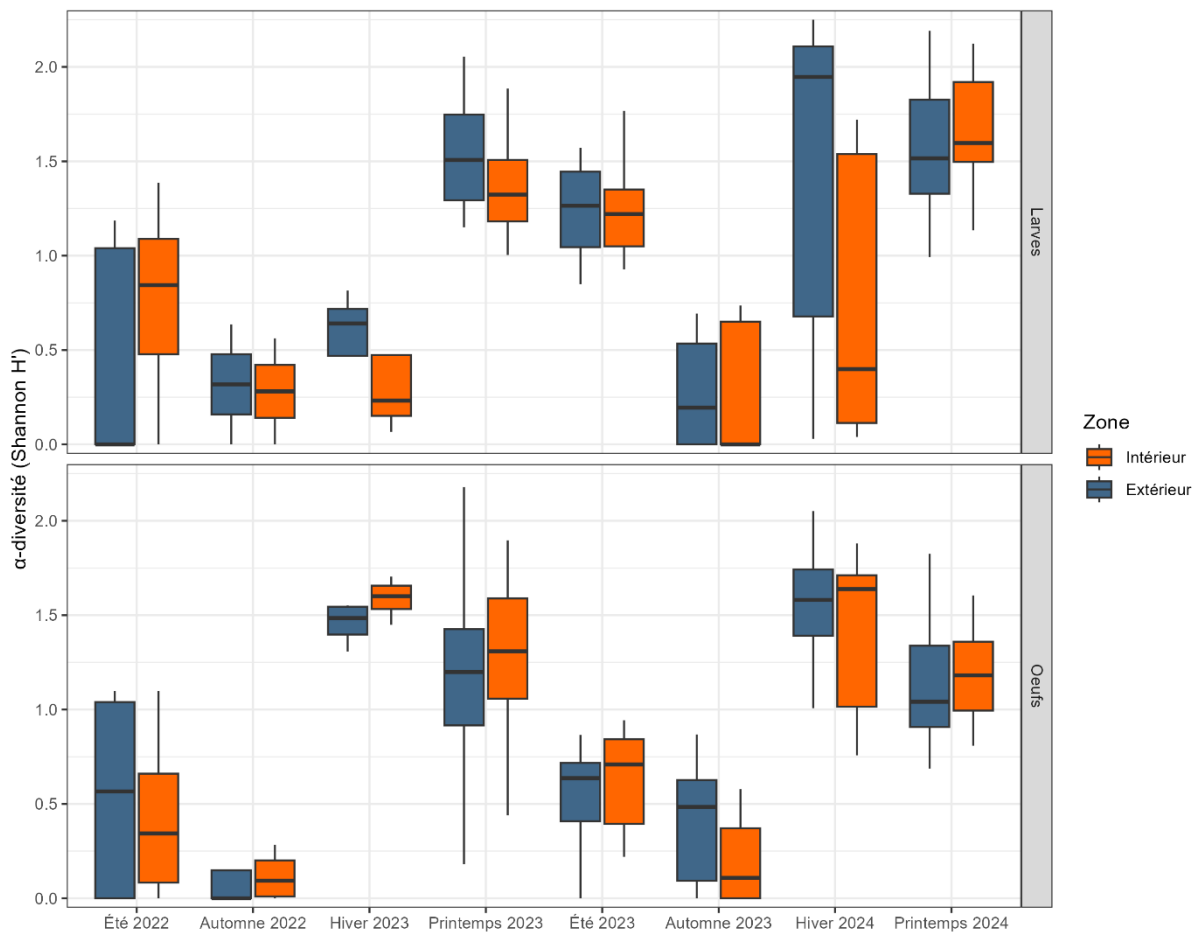 α-diversité (Shannon H')
2.0
1.5
1.0
0.5
0.0
Larves
2.0
1.5
1.0
0.5
0.0
Oeufs
Été 2022 Automne 2022 Hiver 2023 Printemps 2023 Été 2023 Automne 2023 Hiver 2024 Printemps 2024
Zone
Intérieur
Extérieur